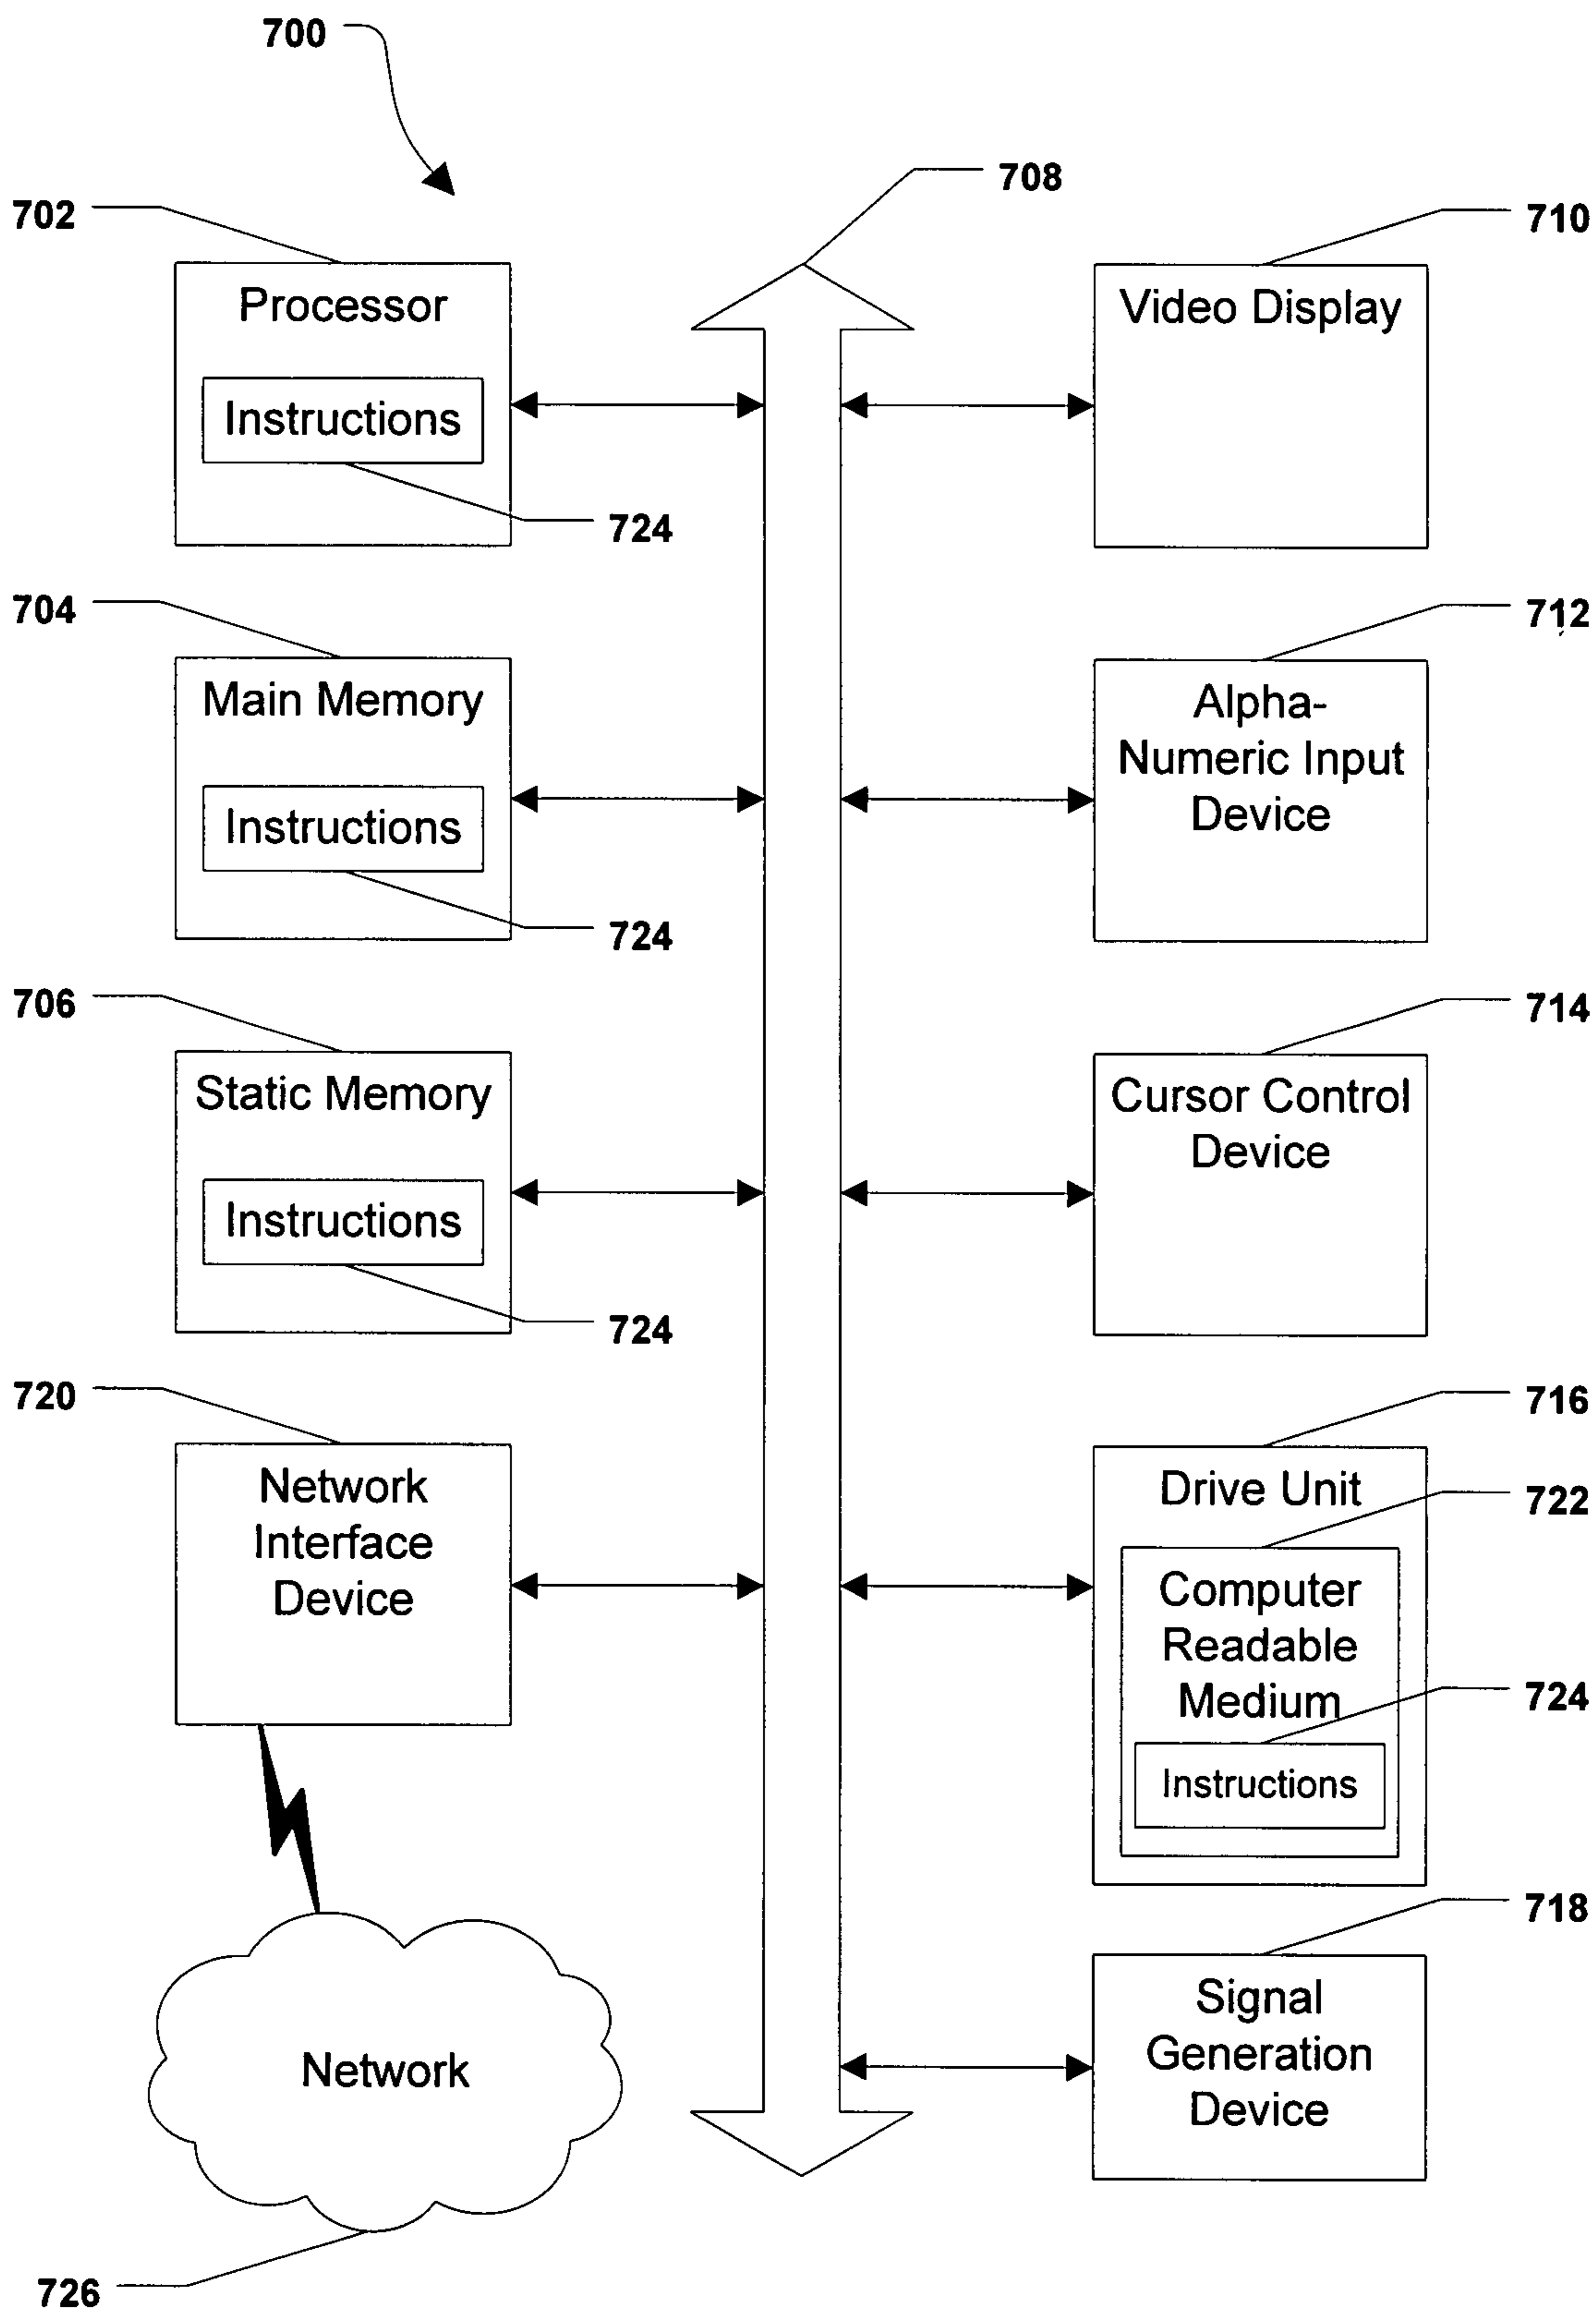 700
708
702
710
Processor
Video Display
Instructions
724
704
712
Main Memory
Alpha-
Numeric Input
Device
Instructions
724
706
714
Static Memory
Cursor Control
Device
Instructions
724
720
716
Network
Interface
Device
Drive Unit
722
Computer
Readable
Medium
724
Instructions
718
Signal
Generation
Device
Network
726